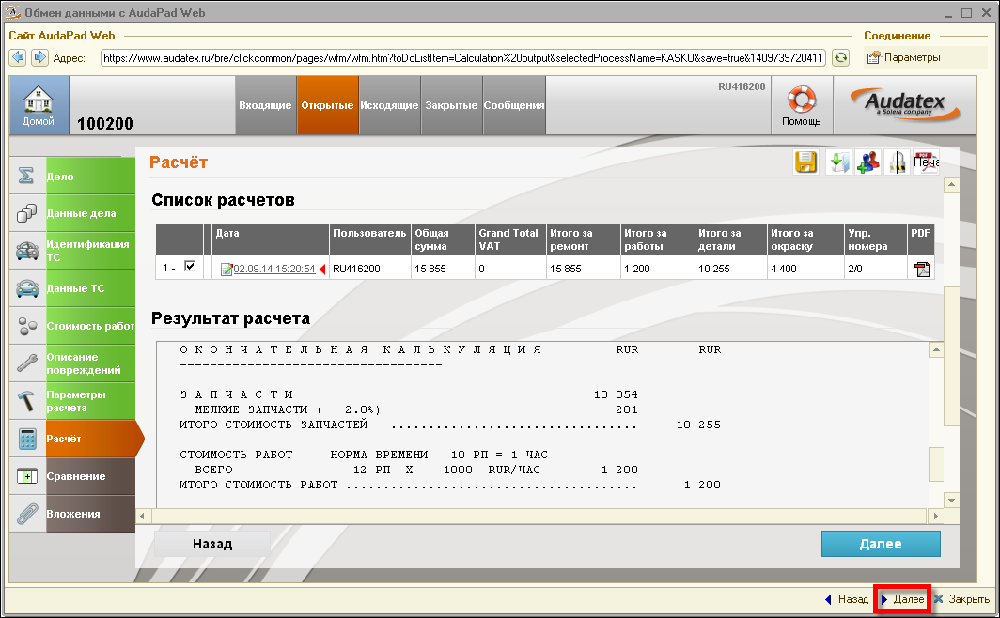 Обмен данными с AudaPad Web
Сайт AudaPad Web
Соединение
Адрес:
https://www.audatex.ru/bre/clickcommon/pages/wfm/wfm.htm?toDoListItem=Calculation%20output&selectedProcessName=KASKO&save=true&1409739720411
Параметры
Домой
100200
Входящие
Открытые
Исходящие
Закрытые
Сообщения
RU416200
Помощь
Audatex
a Solera company
Дело
Данные дела
Идентификация
ТС
Данные ТС
Стоимость работ
Описание
повреждений
Параметры
расчета
Расчёт
Сравнение
Вложения
Расчёт
PDF
Печа
Список расчетов
Дата
Пользователь
Общая
сумма
Grand Total
VAT
Итого за
ремонт
Итого за
работы
Итого за
детали
Итого за
окраску
Упр.
номера
PDF
1 -
02.09.14 15:20:54
RU416200
15 855
0
15 855
1 200
10 255
4 400
2/0
Результат расчета
О К О Н Ч А Т Е Л Ь Н А Я   К А Л Ь К У Л Я Ц И Я RUR RUR
-----------------------------------
З А П Ч А С Т И 10 054
МЕЛКИЕ ЗАПЧАСТИ (   2.0%) 201
ИТОГО СТОИМОСТЬ ЗАПЧАСТЕЙ ................................. 10 255
СТОИМОСТЬ РАБОТ НОРМА ВРЕМЕНИ 10 РП = 1 ЧАС
ВСЕГО 12 РП X 1000 RUR/ЧАС 1 200
ИТОГО СТОИМОСТЬ РАБОТ ....................................... 1 200
Назад
Далее
Назад
Далее
Закрыть